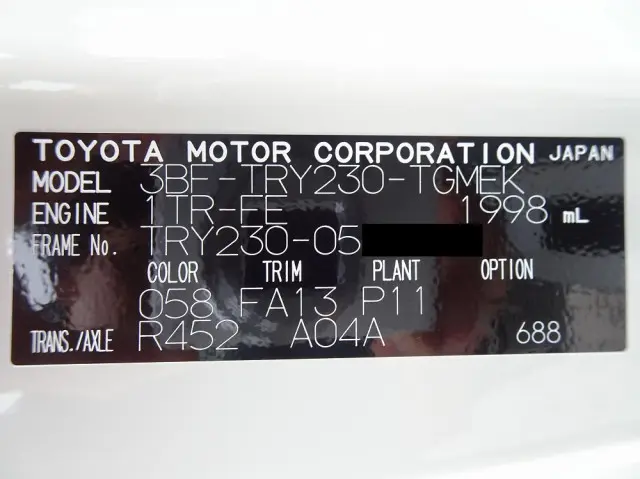 TOYOTA MOTOR CORPORATION JAPAN
MODEL 3BF-TRY230-TGMEK
ENGINE 1TR-FE 1998 mL
FRAME No. TRY230-05
COLOR TRIM PLANT OPTION
058 FA13 P11
TRANS./AXLE R452 A04A 688